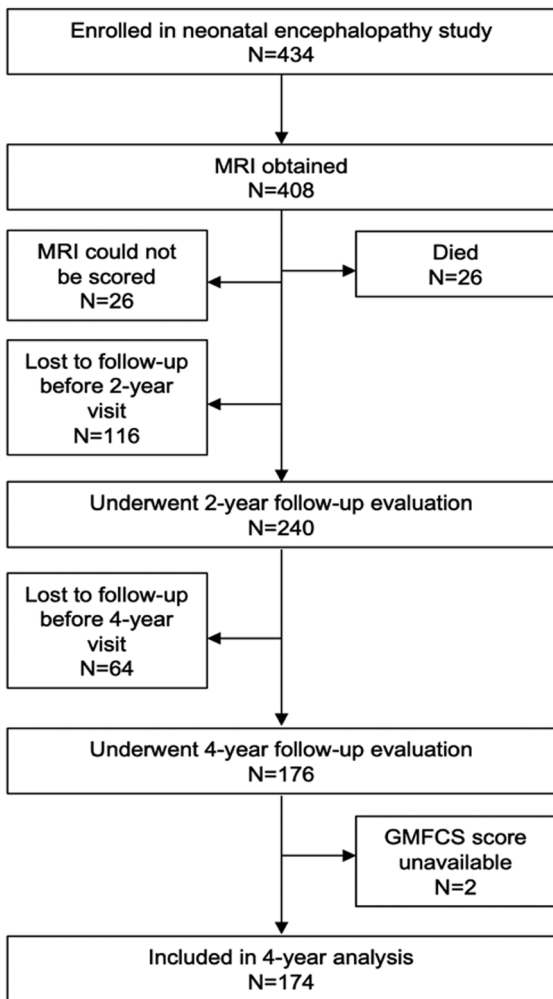 Enrolled in neonatal encephalopathy study
N=434
MRI obtained
N=408
MRI could not
be scored
N=26
Died
N=26
Lost to follow-up
before 2-year
visit
N=116
Underwent 2-year follow-up evaluation
N=240
Lost to follow-up
before 4-year
visit
N=64
Underwent 4-year follow-up evaluation
N=176
GMFCS score
unavailable
N=2
Included in 4-year analysis
N=174